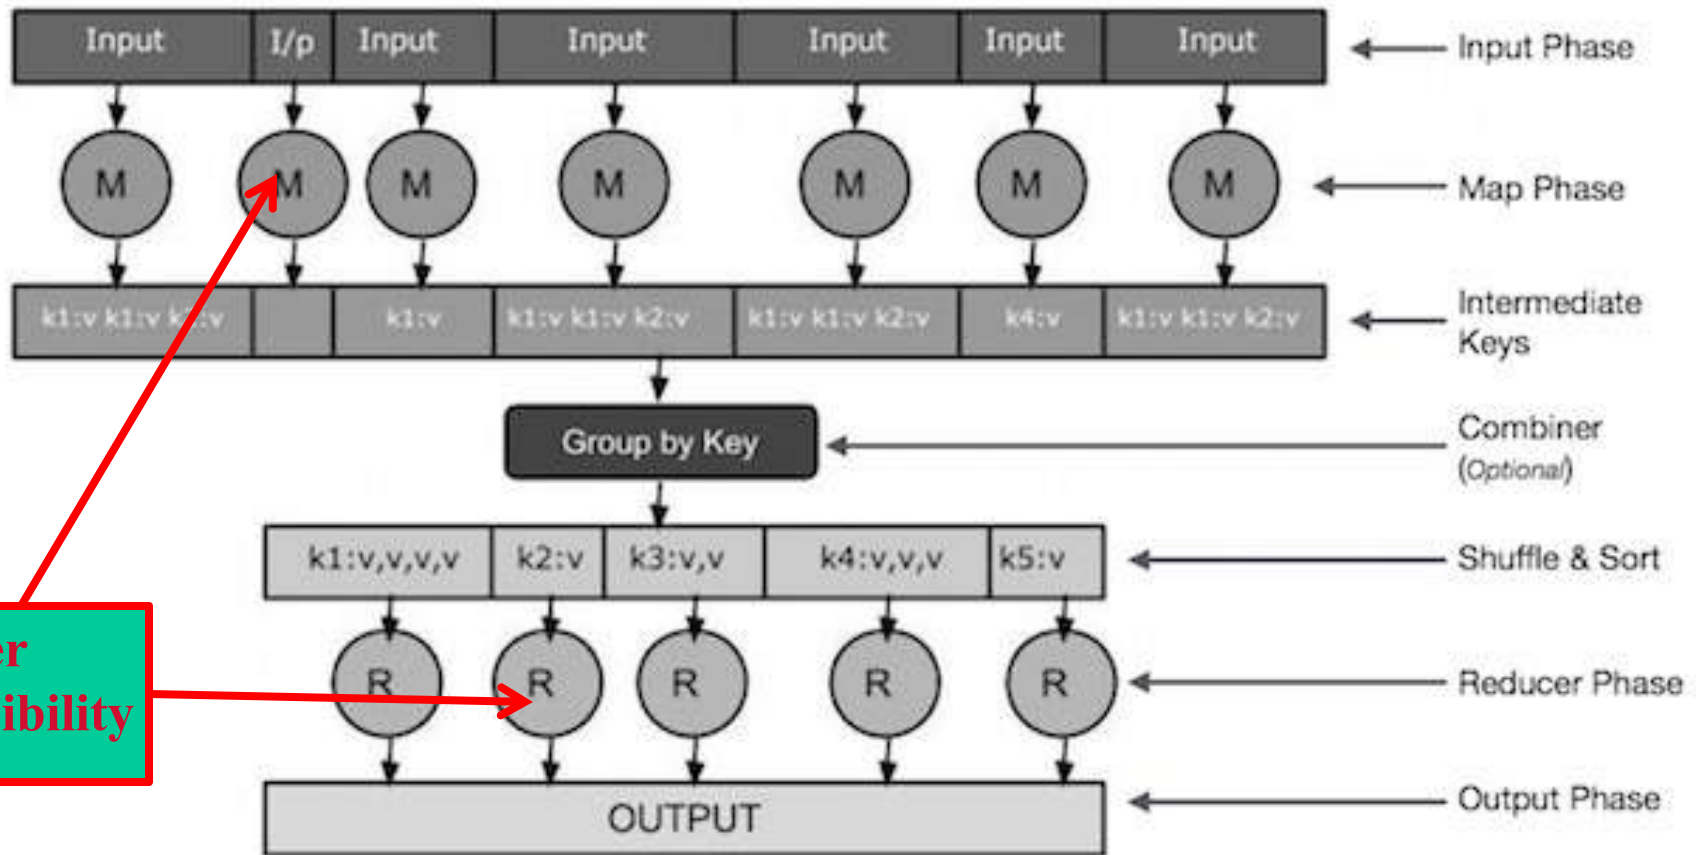 Input I/p Input Input Input Input Input
Input Phase
M M M M M M M
Map Phase
k1:v k1:v :v k1:v k1:v k1:v k2:v k1:v k1:v k2:v k4:v k1:v k1:v k2:v
Intermediate
Keys
Group by Key
Combiner
(Optional)
k1:v,v,v,v k2:v k3:v,v k4:v,v,v k5:v
Shuffle & Sort
er
ibility
R R R R R
Reducer Phase
OUTPUT
Output Phase